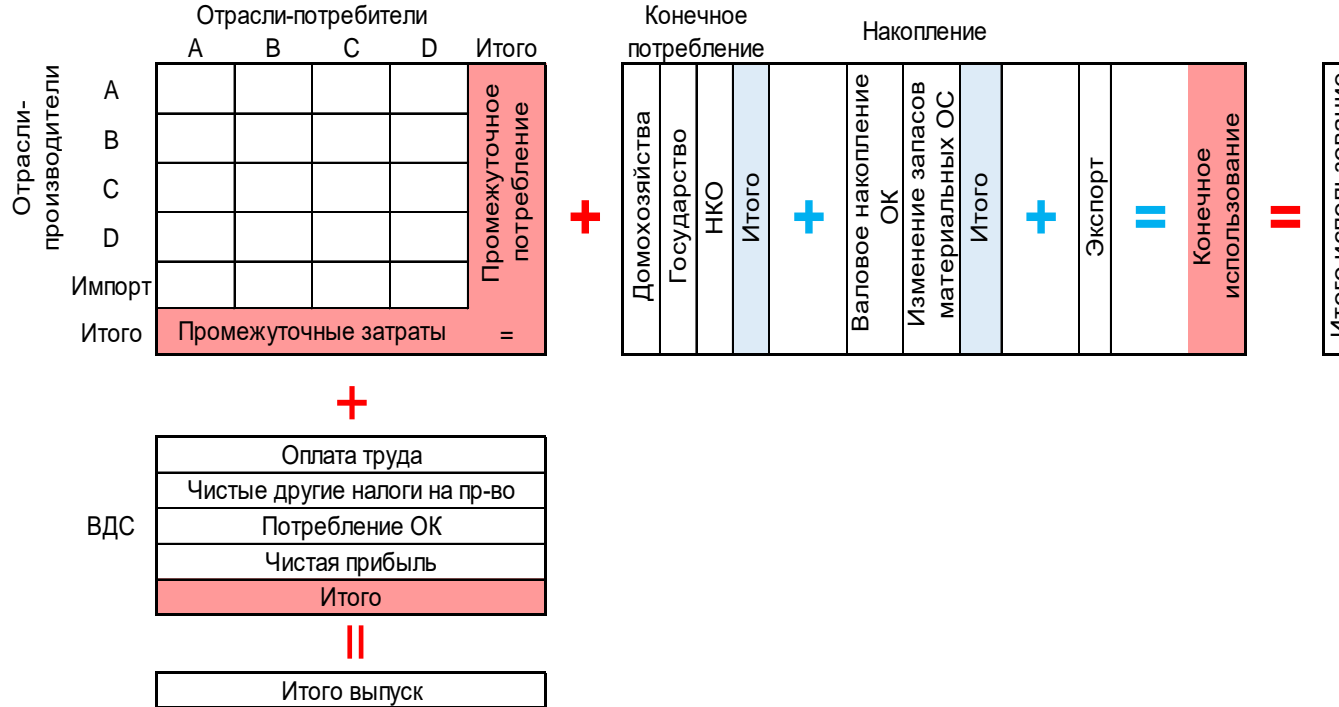 Отрасли-потребители
A B C D Итого
Конечное
потребление
Накопление
Отрасли-
производители
A
B
C
D
Импорт
Итого
Промежуточное
потребление
Промежуточные затраты =
+
Домохозяйства
Государство
НКО
Итого
+
Валовое накопление
ОК
Изменение запасов
материальных ОС
Итого
+
Экспорт
=
Конечное
использование
=
Итого использование
+
ВДС
Оплата труда
Чистые другие налоги на пр-во
Потребление ОК
Чистая прибыль
Итого
=
Итого выпуск